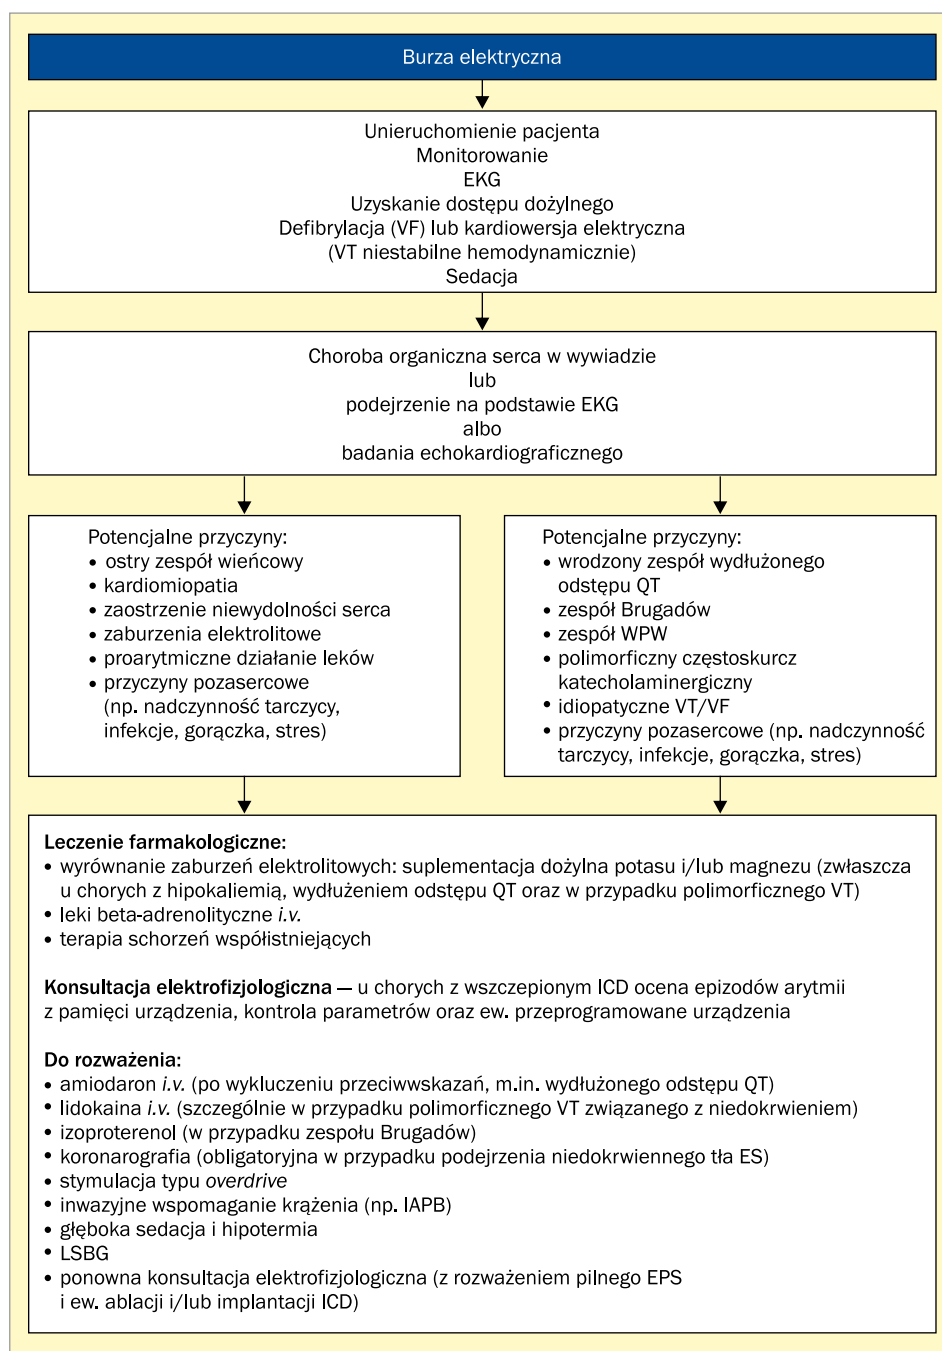 Burza elektryczna
Unieruchomienie pacjenta
Monitorowanie
EKG
Uzyskanie dostępu dożylnego
Defibrylacja (VF) lub kardiowersja elektryczna
(VT niestabilne hemodynamicznie)
Sedacja
Choroba organiczna serca w wywiadzie
lub
podejrzenie na podstawie EKG
albo
badania echokardiograficznego
Potencjalne przyczyny:
• ostry zespół wieńcowy
• kardiomiopatia
• zaostrzenie niewydolności serca
• zaburzenia elektrolitowe
• proarytmiczne działanie leków
• przyczyny pozasercowe
(np. nadczynność tarczycy,
infekcje, gorączka, stres)
Potencjalne przyczyny:
• wrodzony zespół wydłużonego
odstępu QT
• zespół Brugadów
• zespół WPW
• polimorficzny częstoskurcz
katecholaminergiczny
• idiopatyczne VT/VF
• przyczyny pozasercowe (np. nadczynność
tarczycy, infekcje, gorączka, stres)
Leczenie farmakologiczne:
• wyrównanie zaburzeń elektrolitowych: suplementacja dożylna potasu i/lub magnezu (zwłaszcza
u chorych z hipokaliemią, wydłużeniem odstępu QT oraz w przypadku polimorficznego VT)
• leki beta-adrenolityczne i.v.
• terapia schorzeń współistniejących
Konsultacja elektrofizjologiczna — u chorych z wszczepionym ICD ocena epizodów arytmii
z pamięci urządzenia, kontrola parametrów oraz ew. przeprogramowane urządzenia
Do rozważenia:
• amiodaron i.v. (po wykluczeniu przeciwwskazań, m.in. wydłużonego odstępu QT)
• lidokaina i.v. (szczególnie w przypadku polimorficznego VT związanego z niedokrwieniem)
• izoproterenol (w przypadku zespołu Brugadów)
• koronarografia (obligatoryjna w przypadku podejrzenia niedokrwiennego tła ES)
• stymulacja typu overdrive
• inwazyjne wspomaganie krążenia (np. IAPB)
• głęboka sedacja i hipotermia
• LSBG
• ponowna konsultacja elektrofizjologiczna (z rozważeniem pilnego EPS
i ew. ablacji i/lub implantacji ICD)